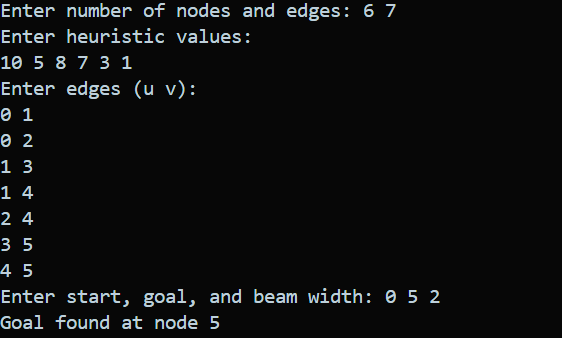 Enter number of nodes and edges: 6 7
Enter heuristic values:
10 5 8 7 3 1
Enter edges (u v):
0 1
0 2
1 3
1 4
2 4
3 5
4 5
Enter start, goal, and beam width: 0 5 2
Goal found at node 5